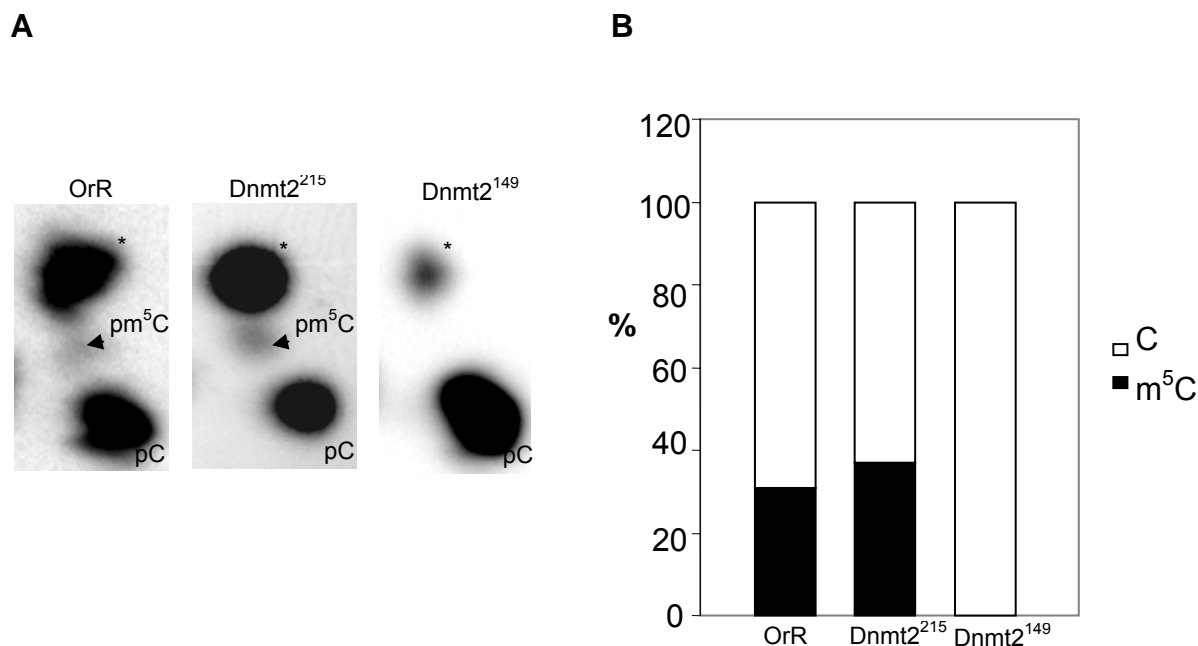 A
B
OrR
Dnmt2²¹⁵
Dnmt2¹⁴⁹
*
*
*
pm⁵C
pm⁵C
pC
pC
pC
120
100
80
60
40
20
0
%
C
m⁵C
OrR
Dnmt2²¹⁵
Dnmt2¹⁴⁹